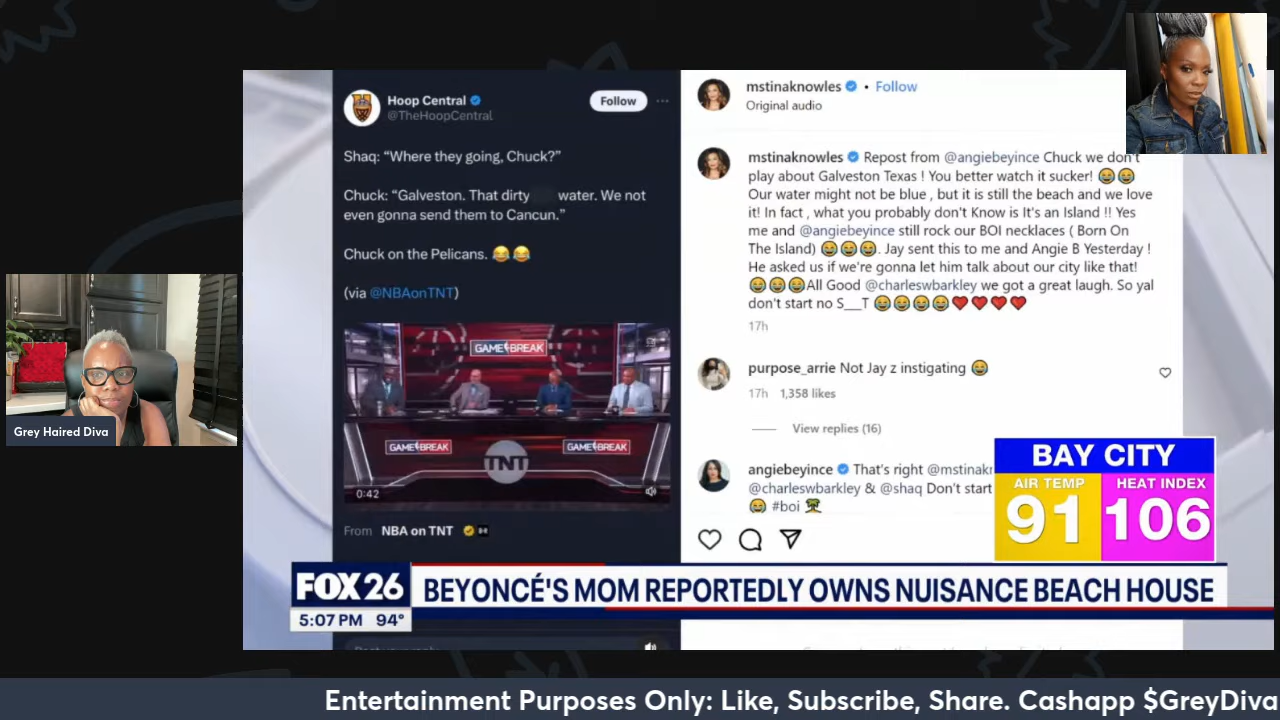 Hoop Central
@TheHoopCentral
Follow
Shaq: “Where they going, Chuck?”
Chuck: “Galveston. That dirty water. We not
even gonna send them to Cancun.”
Chuck on the Pelicans. 😂😂
(via @NBAonTNT)
GAMEBREAK
GAMEBREAK
GAMEBREAK
TNT
0:42
From NBA on TNT
mstinaknowles • Follow
Original audio
mstinaknowles Repost from @angiebeyince Chuck we don't
play about Galveston Texas ! You better watch it sucker! 😂😂
Our water might not be blue , but it is still the beach and we love
it! In fact , what you probably don't Know is It's an Island !! Yes
me and @angiebeyince still rock our BOI necklaces ( Born On
The Island) 😂😂😂. Jay sent this to me and Angie B Yesterday !
He asked us if we're gonna let him talk about our city like that!
😂😂😂All Good @charleswbarkley we got a great laugh. So yal
don't start no S___T 😂😂😂😂❤❤❤❤
17h
purpose_arrie Not Jay z instigating 😂
17h 1,358 likes
View replies (16)
angiebeyince That's right @mstinak
@charleswbarkley & @shaq Don't start
😂 #boi 🏝
BAY CITY
AIR TEMP HEAT INDEX
91 106
FOX 26
BEYONCÉ'S MOM REPORTEDLY OWNS NUISANCE BEACH HOUSE
5:07 PM 94°
Grey Haired Diva
Entertainment Purposes Only: Like, Subscribe, Share. Cashapp $GreyDiva